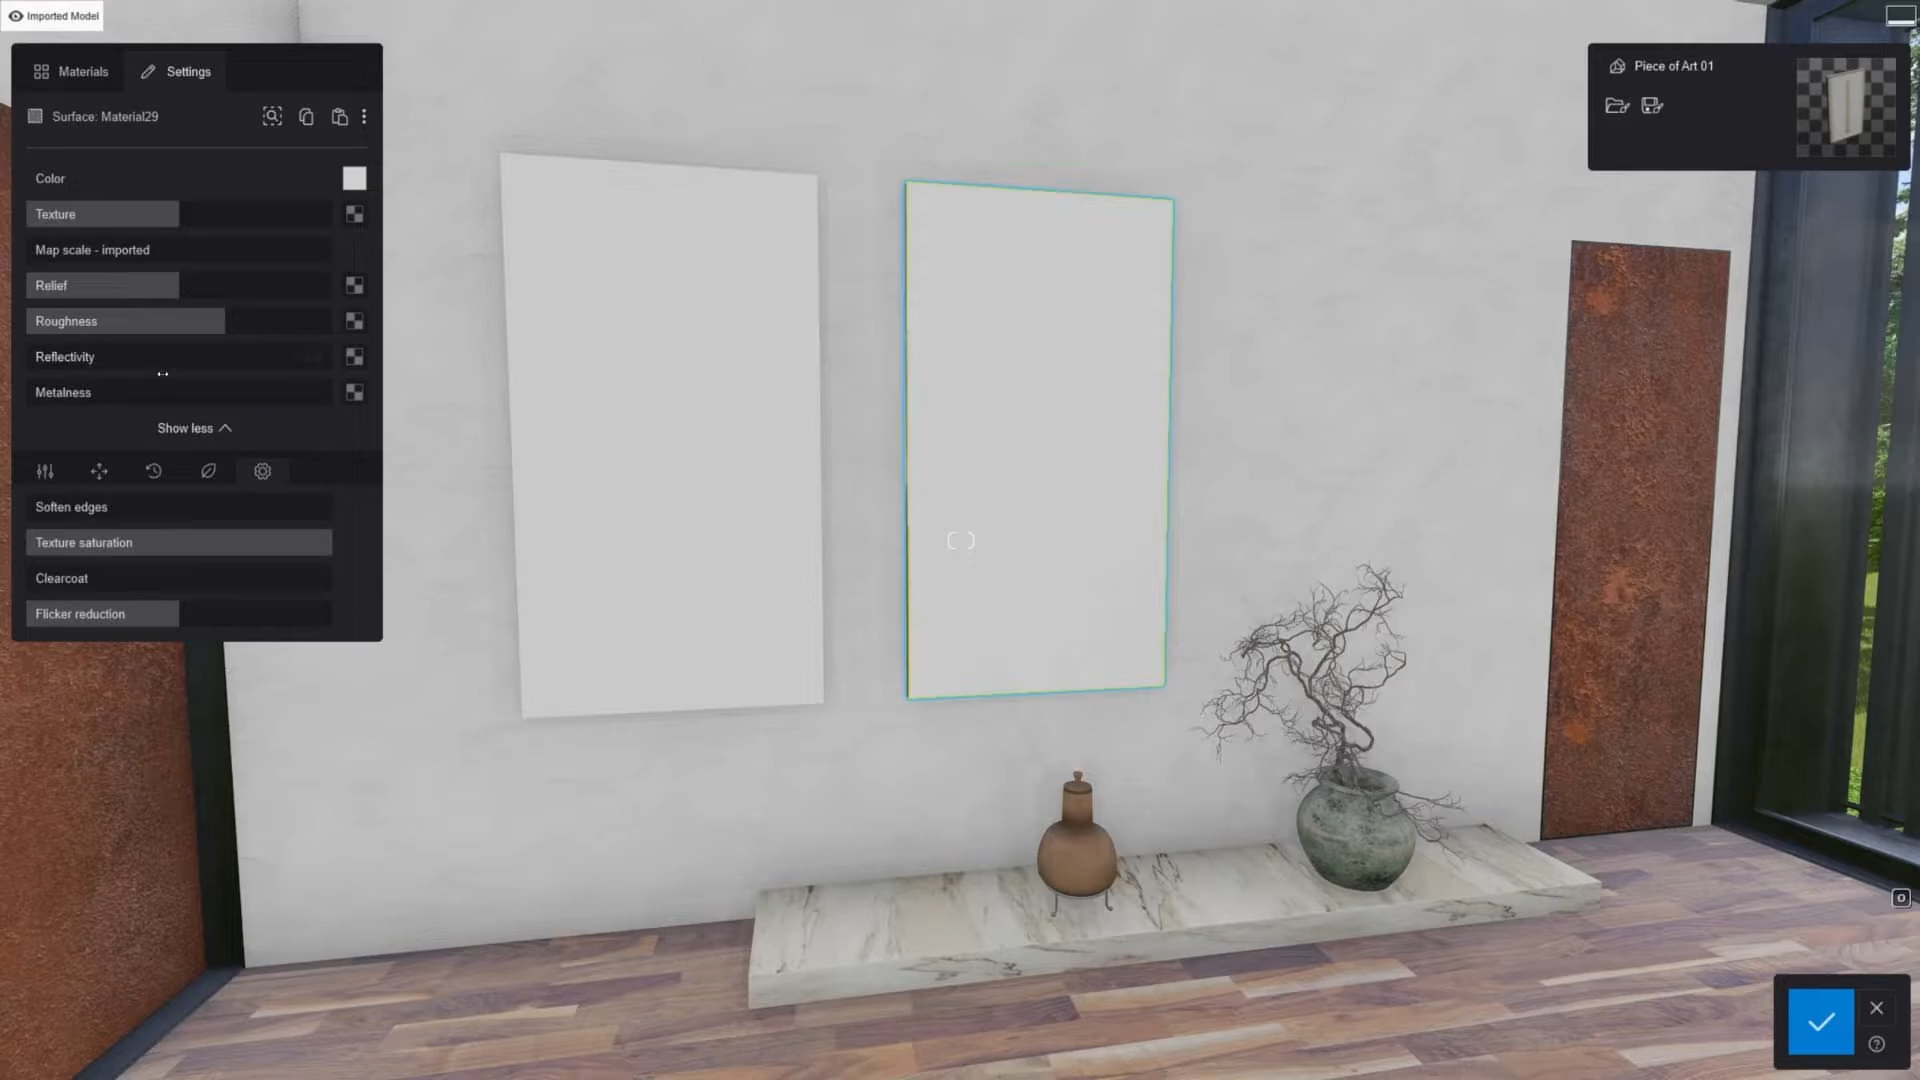 Imported Model
Materials
Settings
Surface: Material29
Color
Texture
Map scale - imported
Relief
Roughness
Reflectivity
Metalness
Show less
Soften edges
Texture saturation
Clearcoat
Flicker reduction
Piece of Art 01